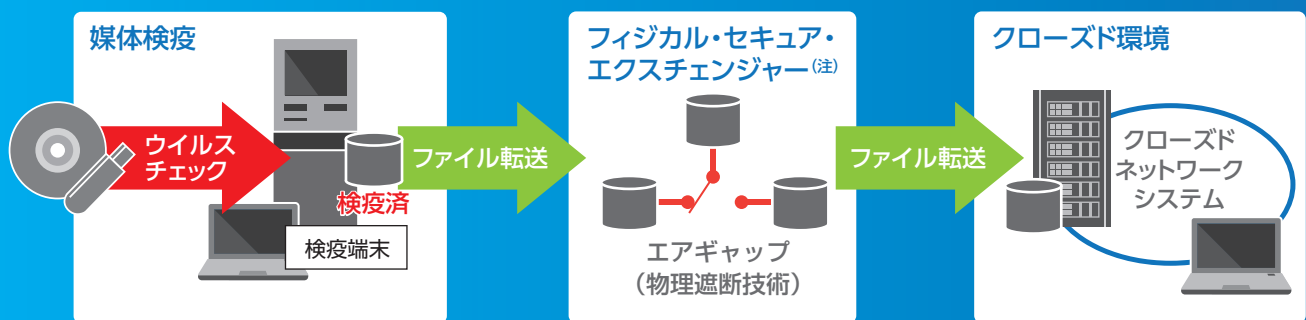 媒体検疫
ウイルス
チェック
検疫済
検疫端末
ファイル転送
フィジカル・セキュア・
エクスチェンジャー(注)
エアギャップ
(物理遮断技術)
ファイル転送
クローズド環境
クローズド
ネットワーク
システム